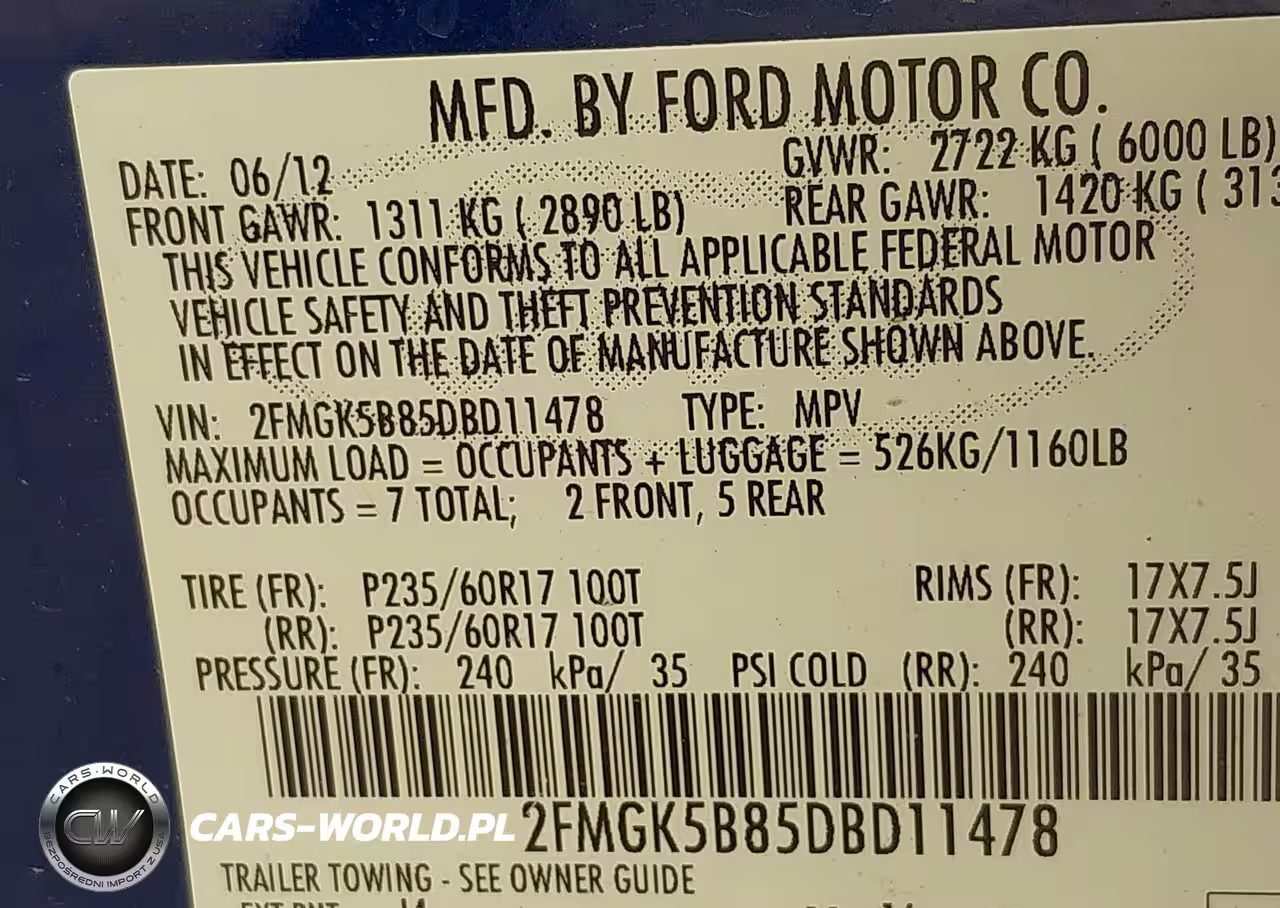 MFD. BY FORD MOTOR CO.
DATE: 06/12 GVWR: 2722 KG ( 6000 LB)
FRONT GAWR: 1311 KG ( 2890 LB) REAR GAWR: 1420 KG ( 313
THIS VEHICLE CONFORMS TO ALL APPLICABLE FEDERAL MOTOR
VEHICLE SAFETY AND THEFT PREVENTION STANDARDS
IN EFFECT ON THE DATE OF MANUFACTURE SHOWN ABOVE.
VIN: 2FMGK5B85DBD11478 TYPE: MPV
MAXIMUM LOAD = OCCUPANTS + LUGGAGE = 526KG/1160LB
OCCUPANTS = 7 TOTAL; 2 FRONT, 5 REAR
TIRE (FR): P235/60R17 100T RIMS (FR): 17X7.5J
(RR): P235/60R17 100T (RR): 17X7.5J
PRESSURE (FR): 240 kPa/ 35 PSI COLD (RR): 240 kPa/ 35
2FMGK5B85DBD11478
TRAILER TOWING - SEE OWNER GUIDE
CARS-WORLD
CW
BEZPOŚREDNI IMPORT Z USA
CARS-WORLD.PL